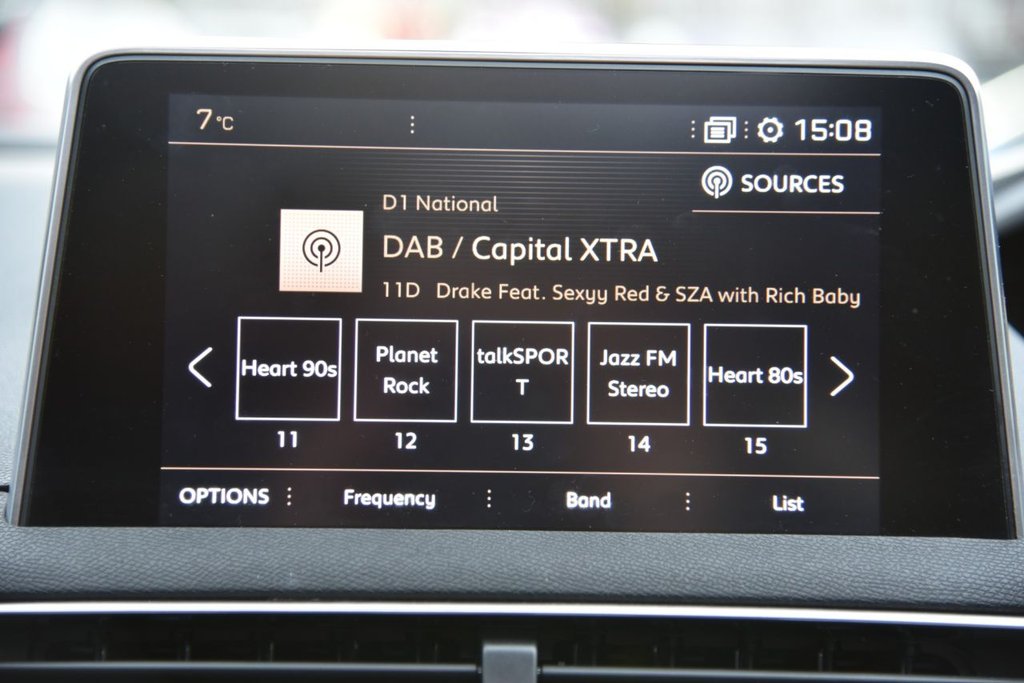 7°C
15:08
SOURCES
D1 National
DAB / Capital XTRA
11D Drake Feat. Sexyy Red & SZA with Rich Baby
Heart 90s
Planet
Rock
talkSPOR
T
Jazz FM
Stereo
Heart 80s
11 12 13 14 15
OPTIONS Frequency Band List